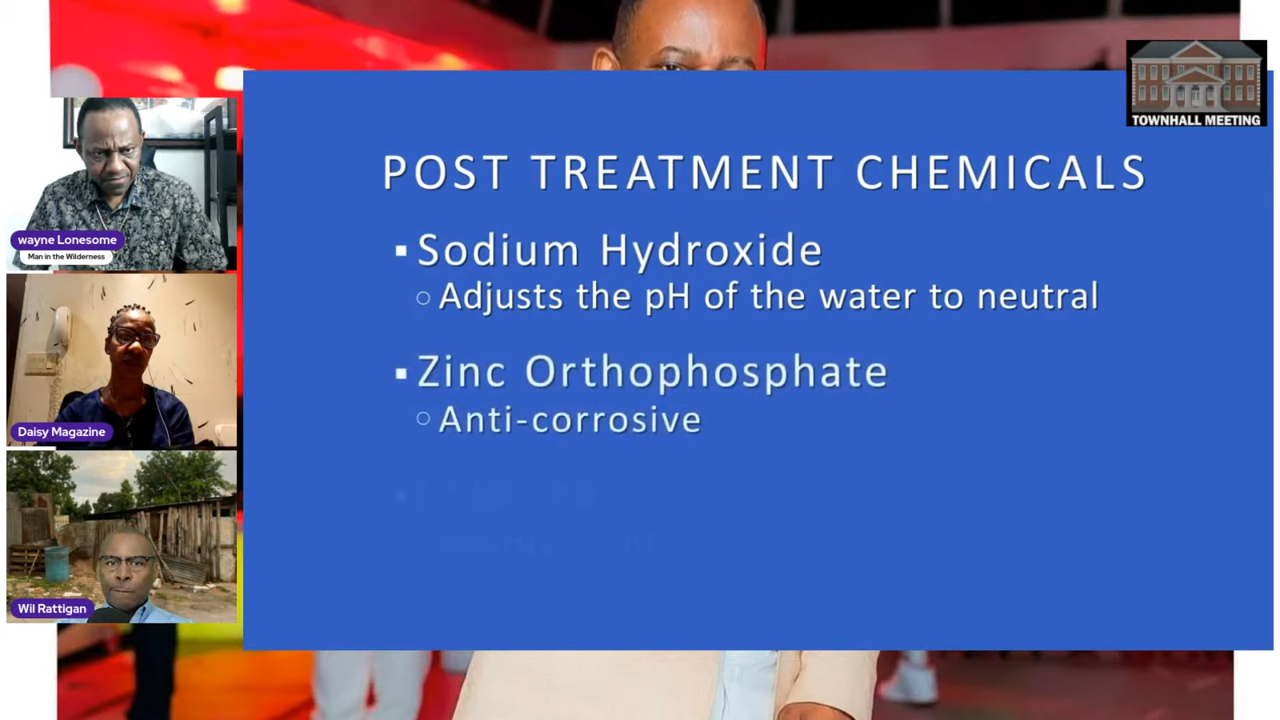 TOWNHALL MEETING
POST TREATMENT CHEMICALS
▪ Sodium Hydroxide
○ Adjusts the pH of the water to neutral
▪ Zinc Orthophosphate
○ Anti-corrosive
wayne Lonesome
Man in the Wilderness
Daisy Magazine
Wil Rattigan